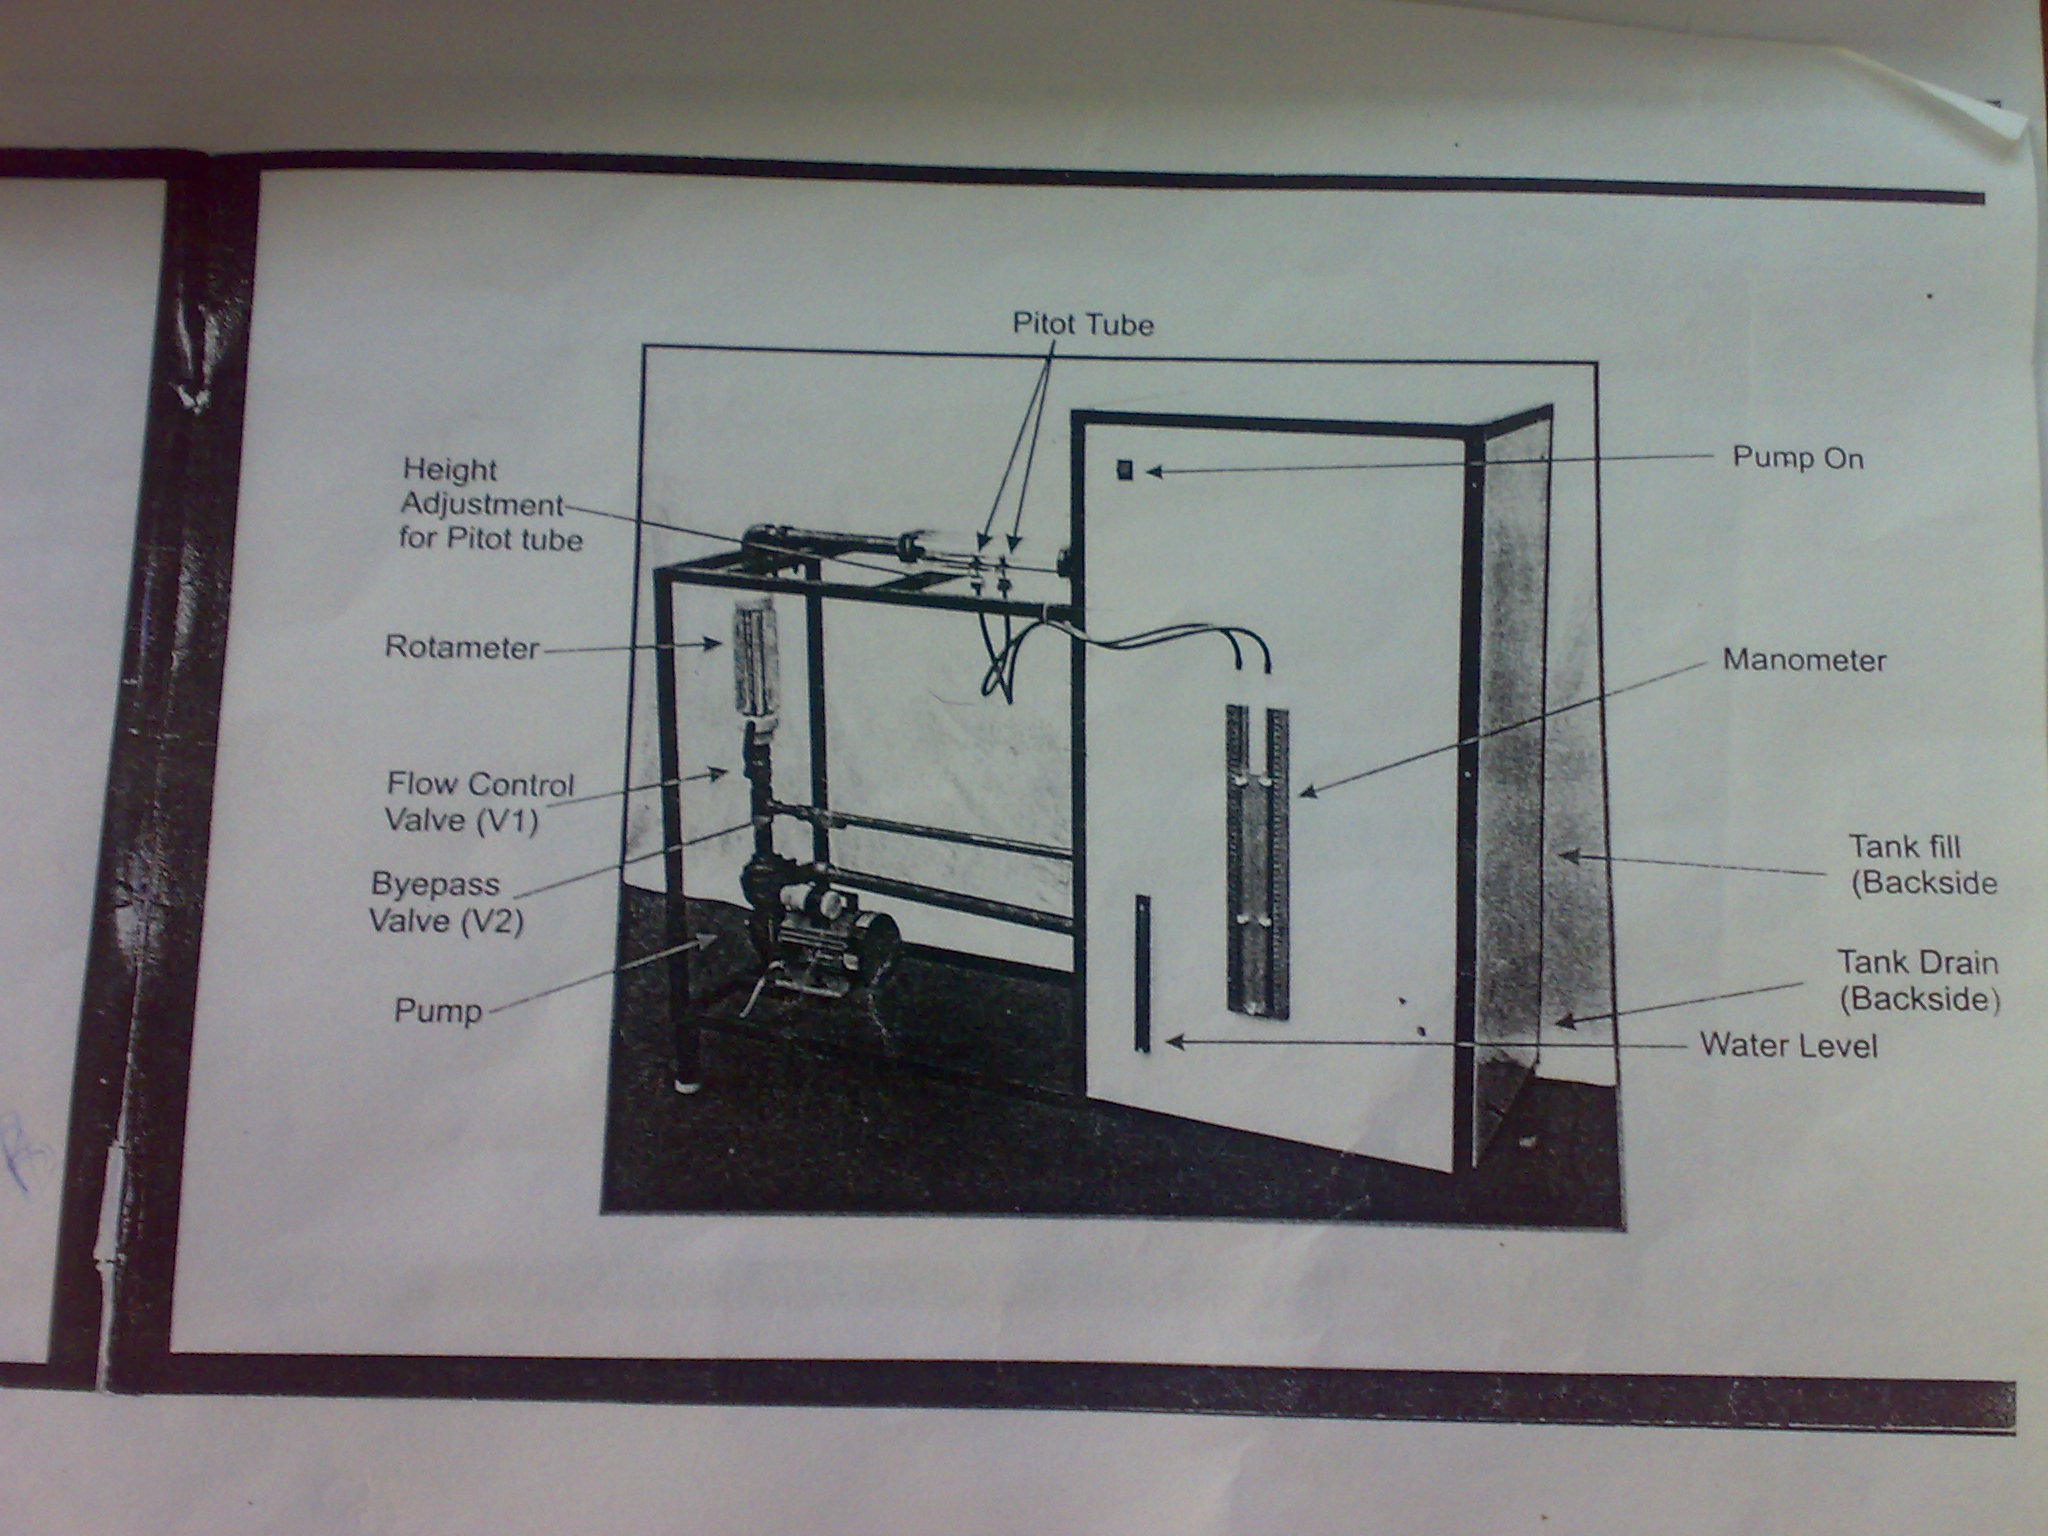 Pitot Tube
Height
Adjustment
for Pitot tube
Pump On
Rotameter
Manometer
Flow Control
Valve (V1)
Byepass
Valve (V2)
Tank fill
(Backside
Pump
Tank Drain
(Backside)
Water Level